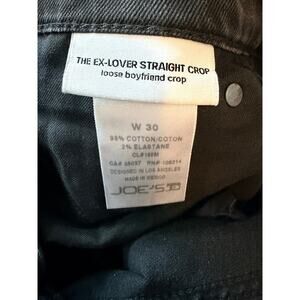 THE EX-LOVER STRAIGHT CROP
loose boyfriend crop
W 30
98% COTTON/COTON
2% ELASTANE
DESIGNED IN LOS ANGELES
MADE IN MEXICO
JOE'S